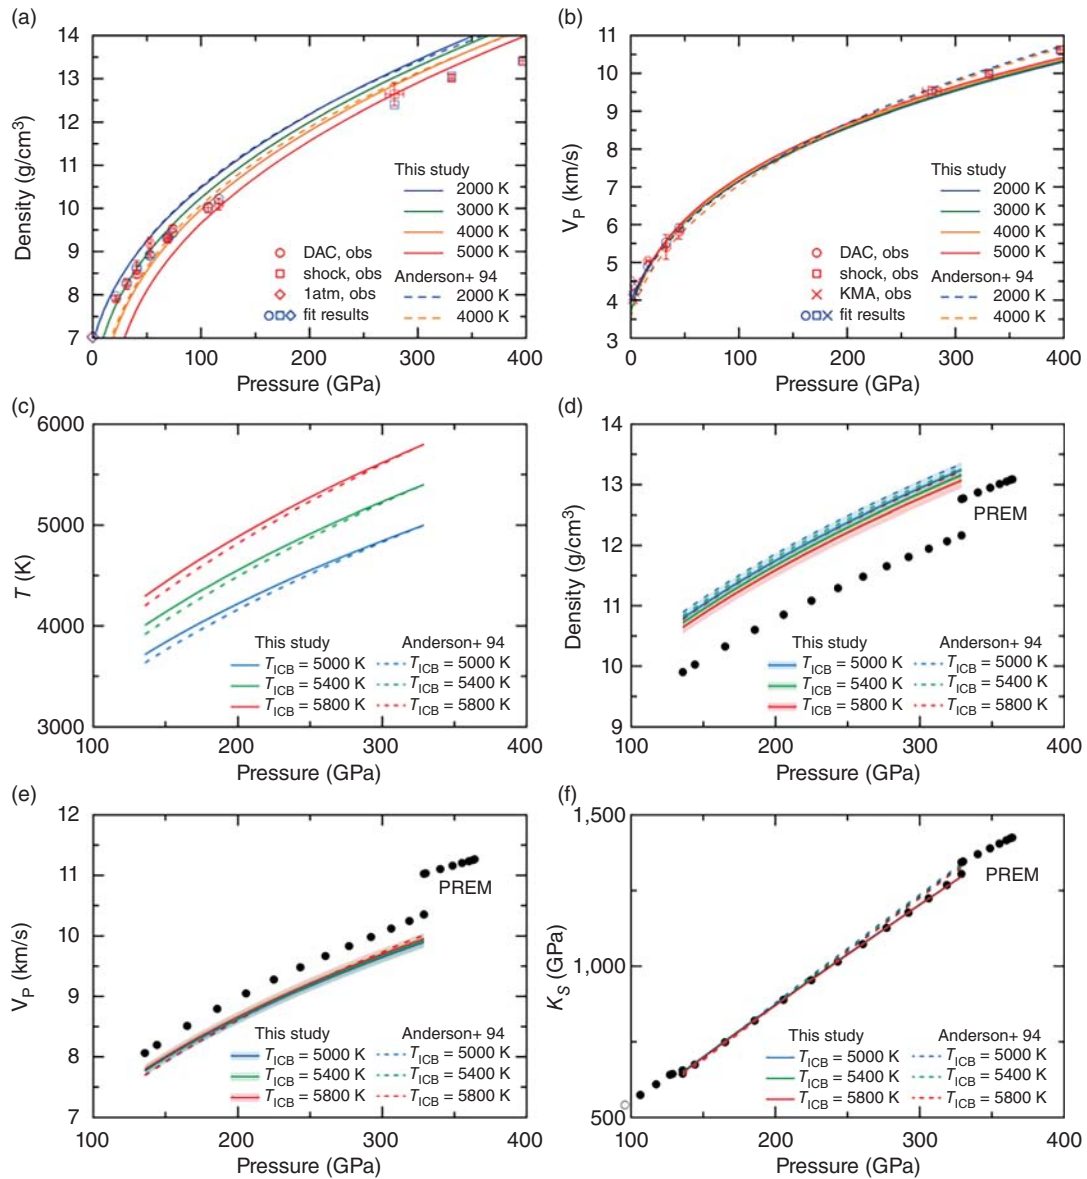 (a)
Density (g/cm³)
14
13
12
11
10
9
8
7
0
100
200
300
400
Pressure (GPa)
DAC, obs
shock, obs
1atm, obs
fit results
This study
2000 K
3000 K
4000 K
5000 K
Anderson+ 94
2000 K
4000 K
(b)
V_P (km/s)
11
10
9
8
7
6
5
4
3
0
100
200
300
400
Pressure (GPa)
DAC, obs
shock, obs
KMA, obs
fit results
This study
2000 K
3000 K
4000 K
5000 K
Anderson+ 94
2000 K
4000 K
(c)
T (K)
6000
5000
4000
3000
100
200
300
400
Pressure (GPa)
This study Anderson+ 94
T_ICB = 5000 K T_ICB = 5000 K
T_ICB = 5400 K T_ICB = 5400 K
T_ICB = 5800 K T_ICB = 5800 K
(d)
Density (g/cm³)
14
13
12
11
10
9
100
200
300
400
Pressure (GPa)
PREM
This study Anderson+ 94
T_ICB = 5000 K T_ICB = 5000 K
T_ICB = 5400 K T_ICB = 5400 K
T_ICB = 5800 K T_ICB = 5800 K
(e)
V_P (km/s)
12
11
10
9
8
7
100
200
300
400
Pressure (GPa)
PREM
This study Anderson+ 94
T_ICB = 5000 K T_ICB = 5000 K
T_ICB = 5400 K T_ICB = 5400 K
T_ICB = 5800 K T_ICB = 5800 K
(f)
K_S (GPa)
1,500
1,000
500
100
200
300
400
Pressure (GPa)
PREM
This study Anderson+ 94
T_ICB = 5000 K T_ICB = 5000 K
T_ICB = 5400 K T_ICB = 5400 K
T_ICB = 5800 K T_ICB = 5800 K